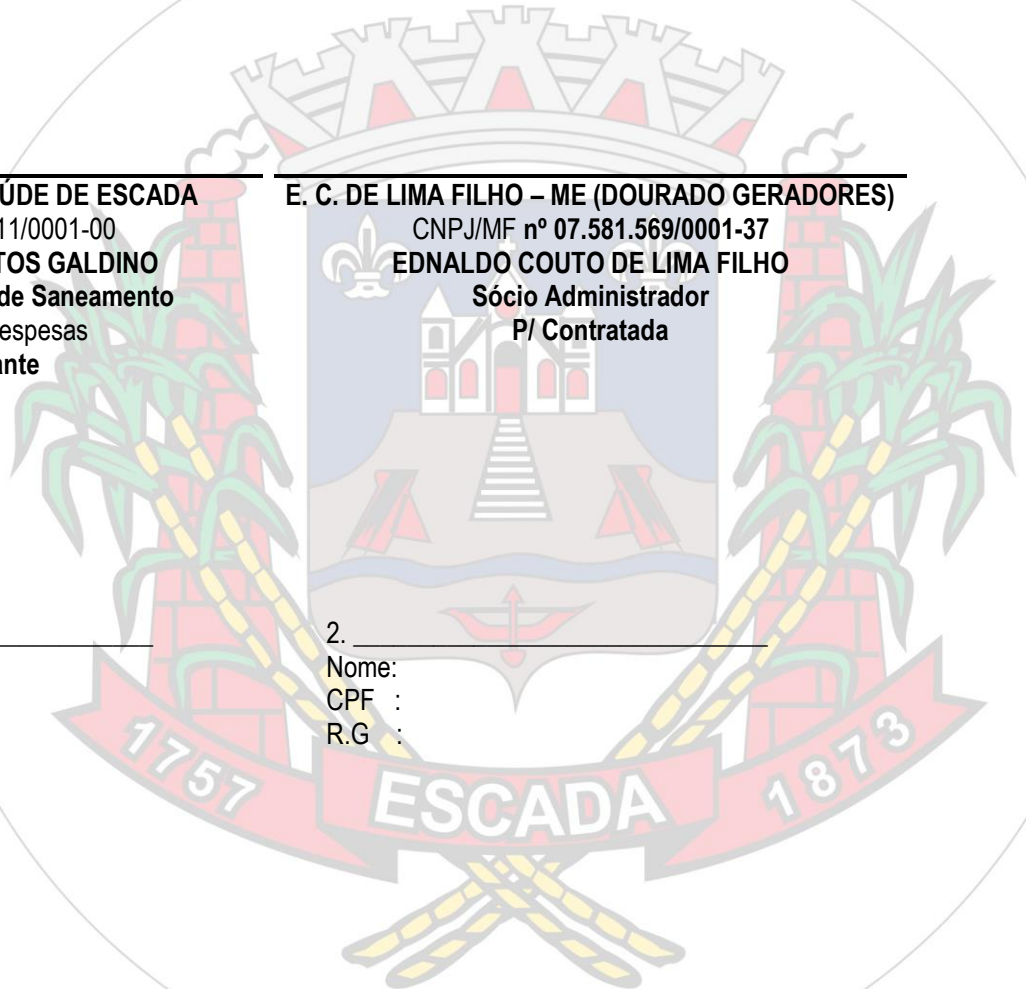 ÚDE DE ESCADA
11/0001-00
TOS GALDINO
de Saneamento
espesas
ante
E. C. DE LIMA FILHO – ME (DOURADO GERADORES)
CNPJ/MF nº 07.581.569/0001-37
EDNALDO COUTO DE LIMA FILHO
Sócio Administrador
P/ Contratada
2. ______________________________
Nome:
CPF :
R.G :
1757 ESCADA 1873